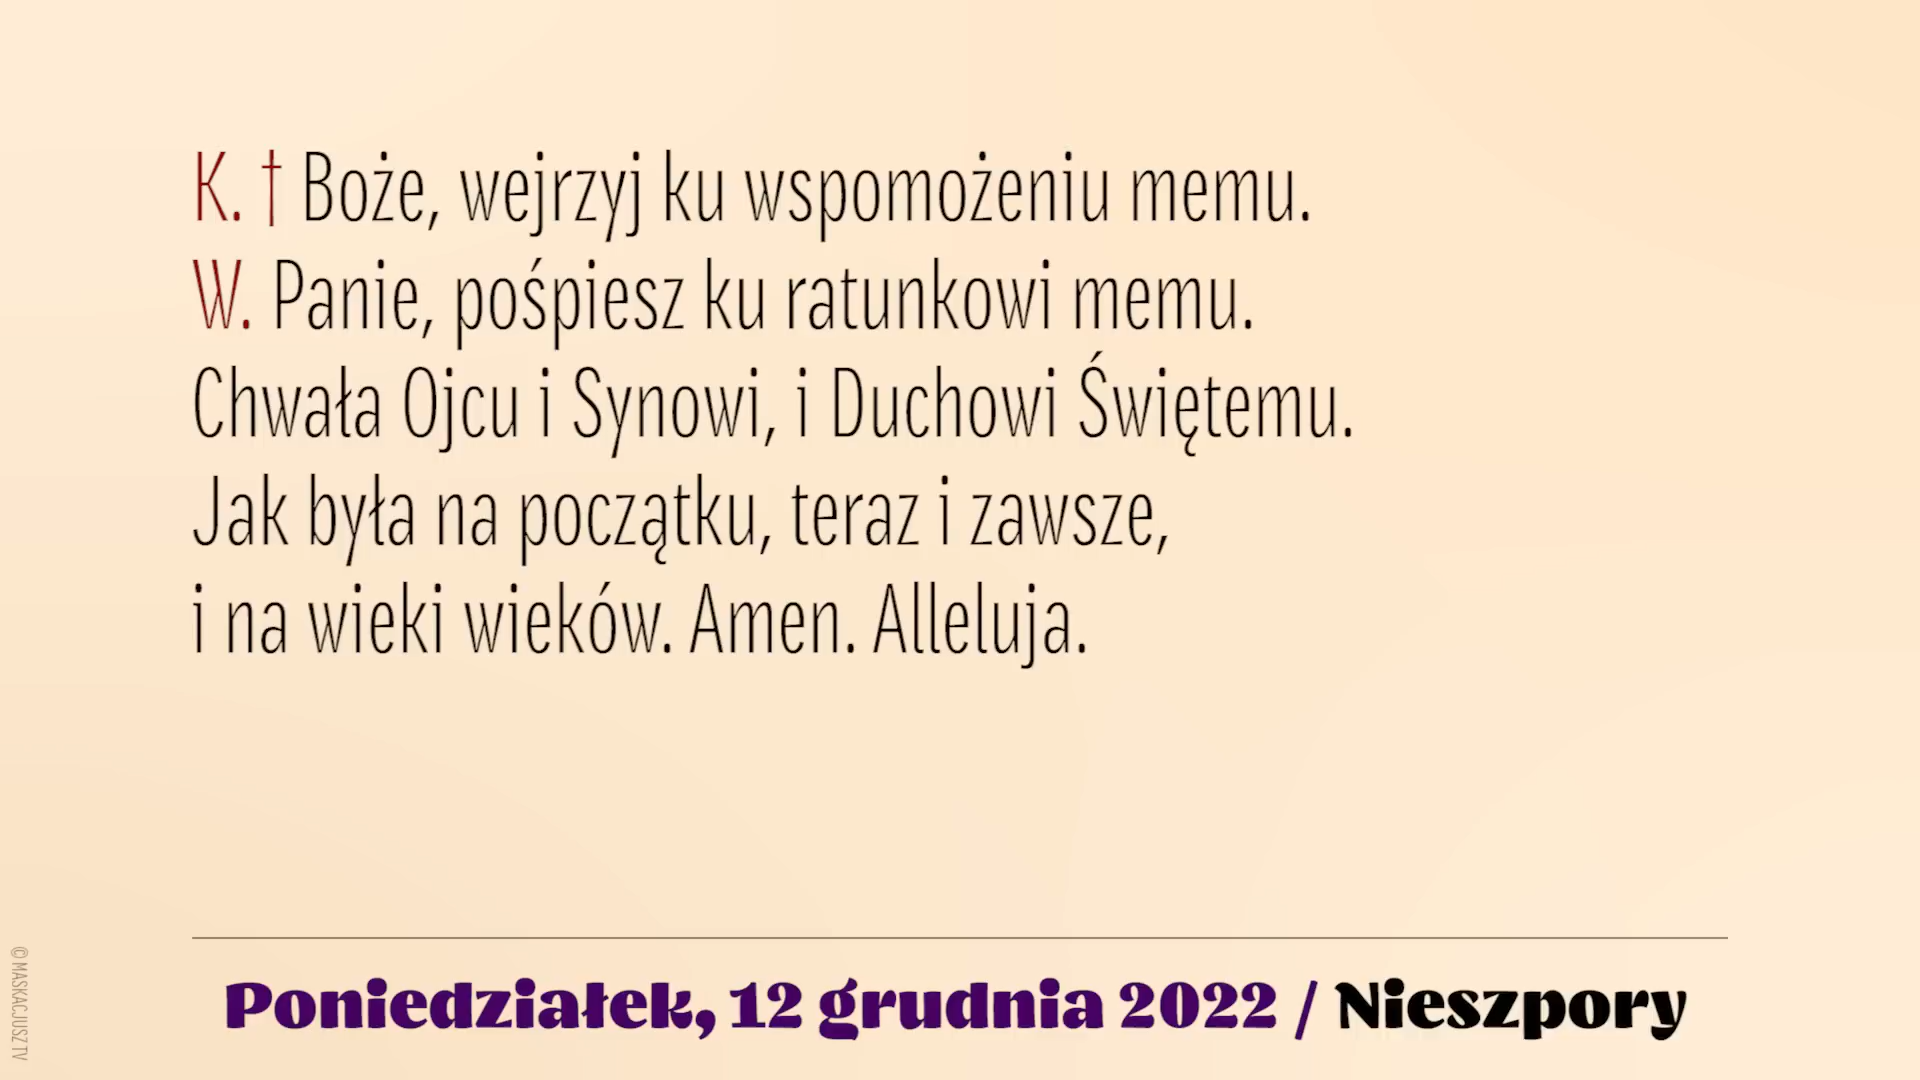 K. † Boże, wejrzyj ku wspomożeniu memu.
W. Panie, pośpiesz ku ratunkowi memu.
Chwała Ojcu i Synowi, i Duchowi Świętemu.
Jak była na początku, teraz i zawsze,
i na wieki wieków. Amen. Alleluja.
Poniedziałek, 12 grudnia 2022 / Nieszpory
© MASKACJUSZ TV